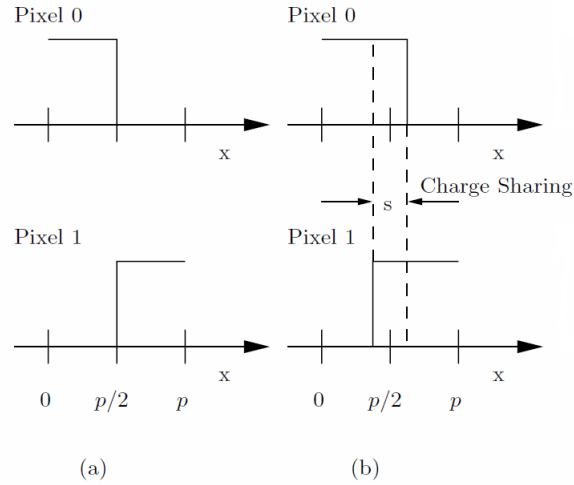 Pixel 0
Pixel 0
x
x
s
Charge Sharing
Pixel 1
Pixel 1
x
x
0
p/2
p
0
p/2
p
(a)
(b)